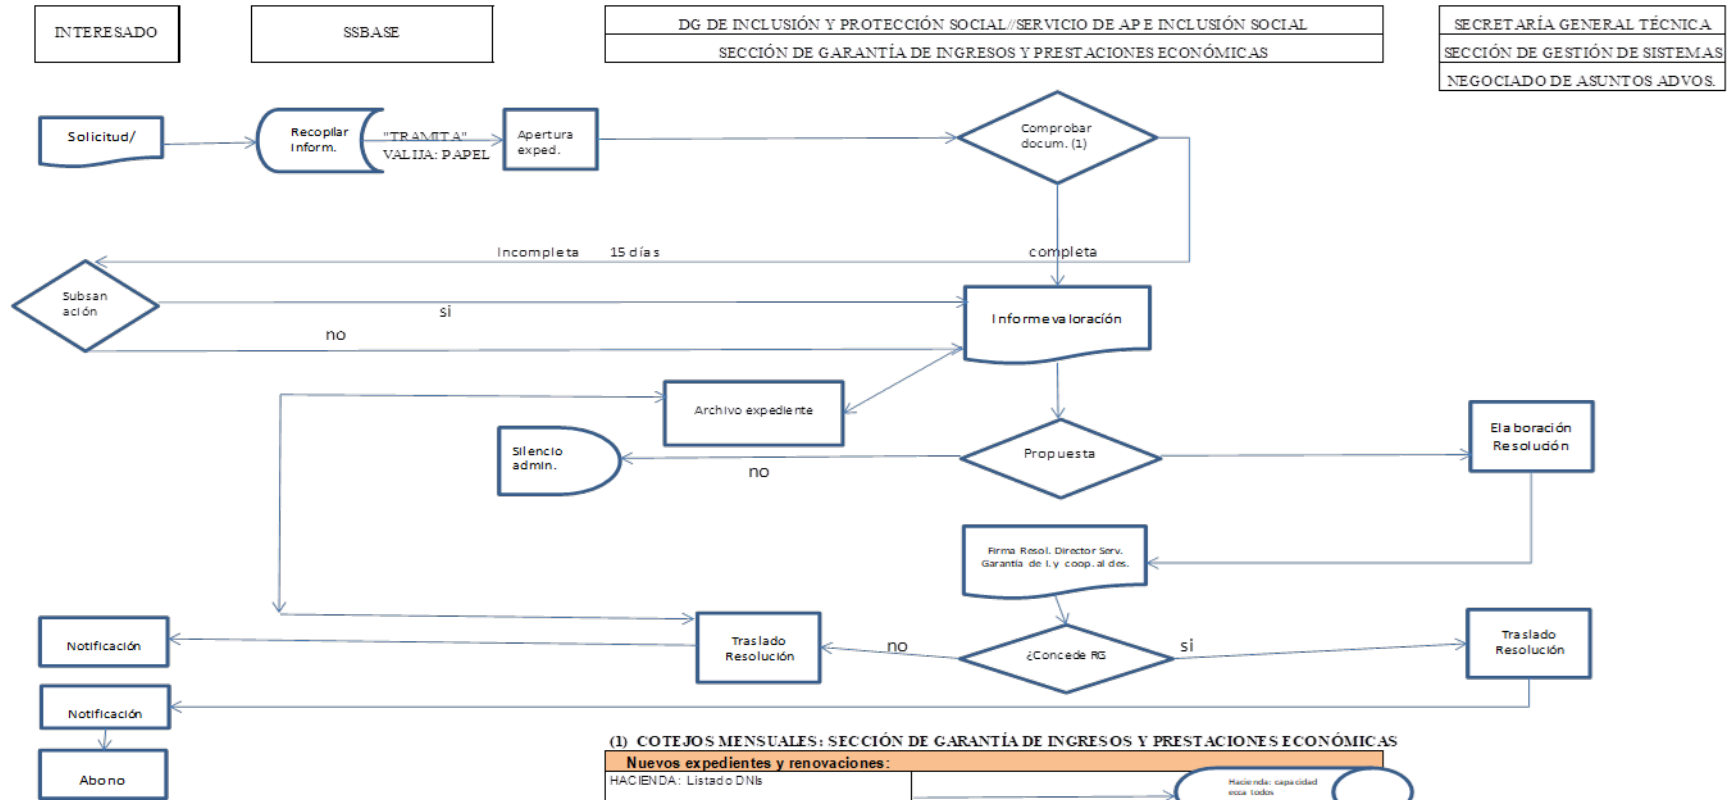 INTERESADO
SSBASE
DG DE INCLUSIÓN Y PROTECCIÓN SOCIAL//SERVICIO DE AP E INCLUSIÓN SOCIAL
SECCIÓN DE GARANTÍA DE INGRESOS Y PRESTACIONES ECONÓMICAS
SECRETARÍA GENERAL TÉCNICA
SECCIÓN DE GESTIÓN DE SISTEMAS
NEGOCIADO DE ASUNTOS ADVOS.
Solicitud/
Recopilar
Inform.
"TRAMITA"
VALIJA: PAPEL
Apertura
exped.
Comprobar
docum. (1)
Incompleta 15 días
completa
Subsan
ación
si
no
Informe valoración
Archivo expediente
Silencio
admin.
no
Propuesta
Elaboración
Resolución
Firma Resol. Director Serv.
Garantía de I. y coop. al des.
Notificación
Traslado
Resolución
no
¿Concede RG
si
Traslado
Resolución
Notificación
Abono
(1) COTEJOS MENSUALES: SECCIÓN DE GARANTÍA DE INGRESOS Y PRESTACIONES ECONÓMICAS
Nuevos expedientes y renovaciones:
HACIENDA: Listado DNIs
Hacienda: capacidad
ecca todos